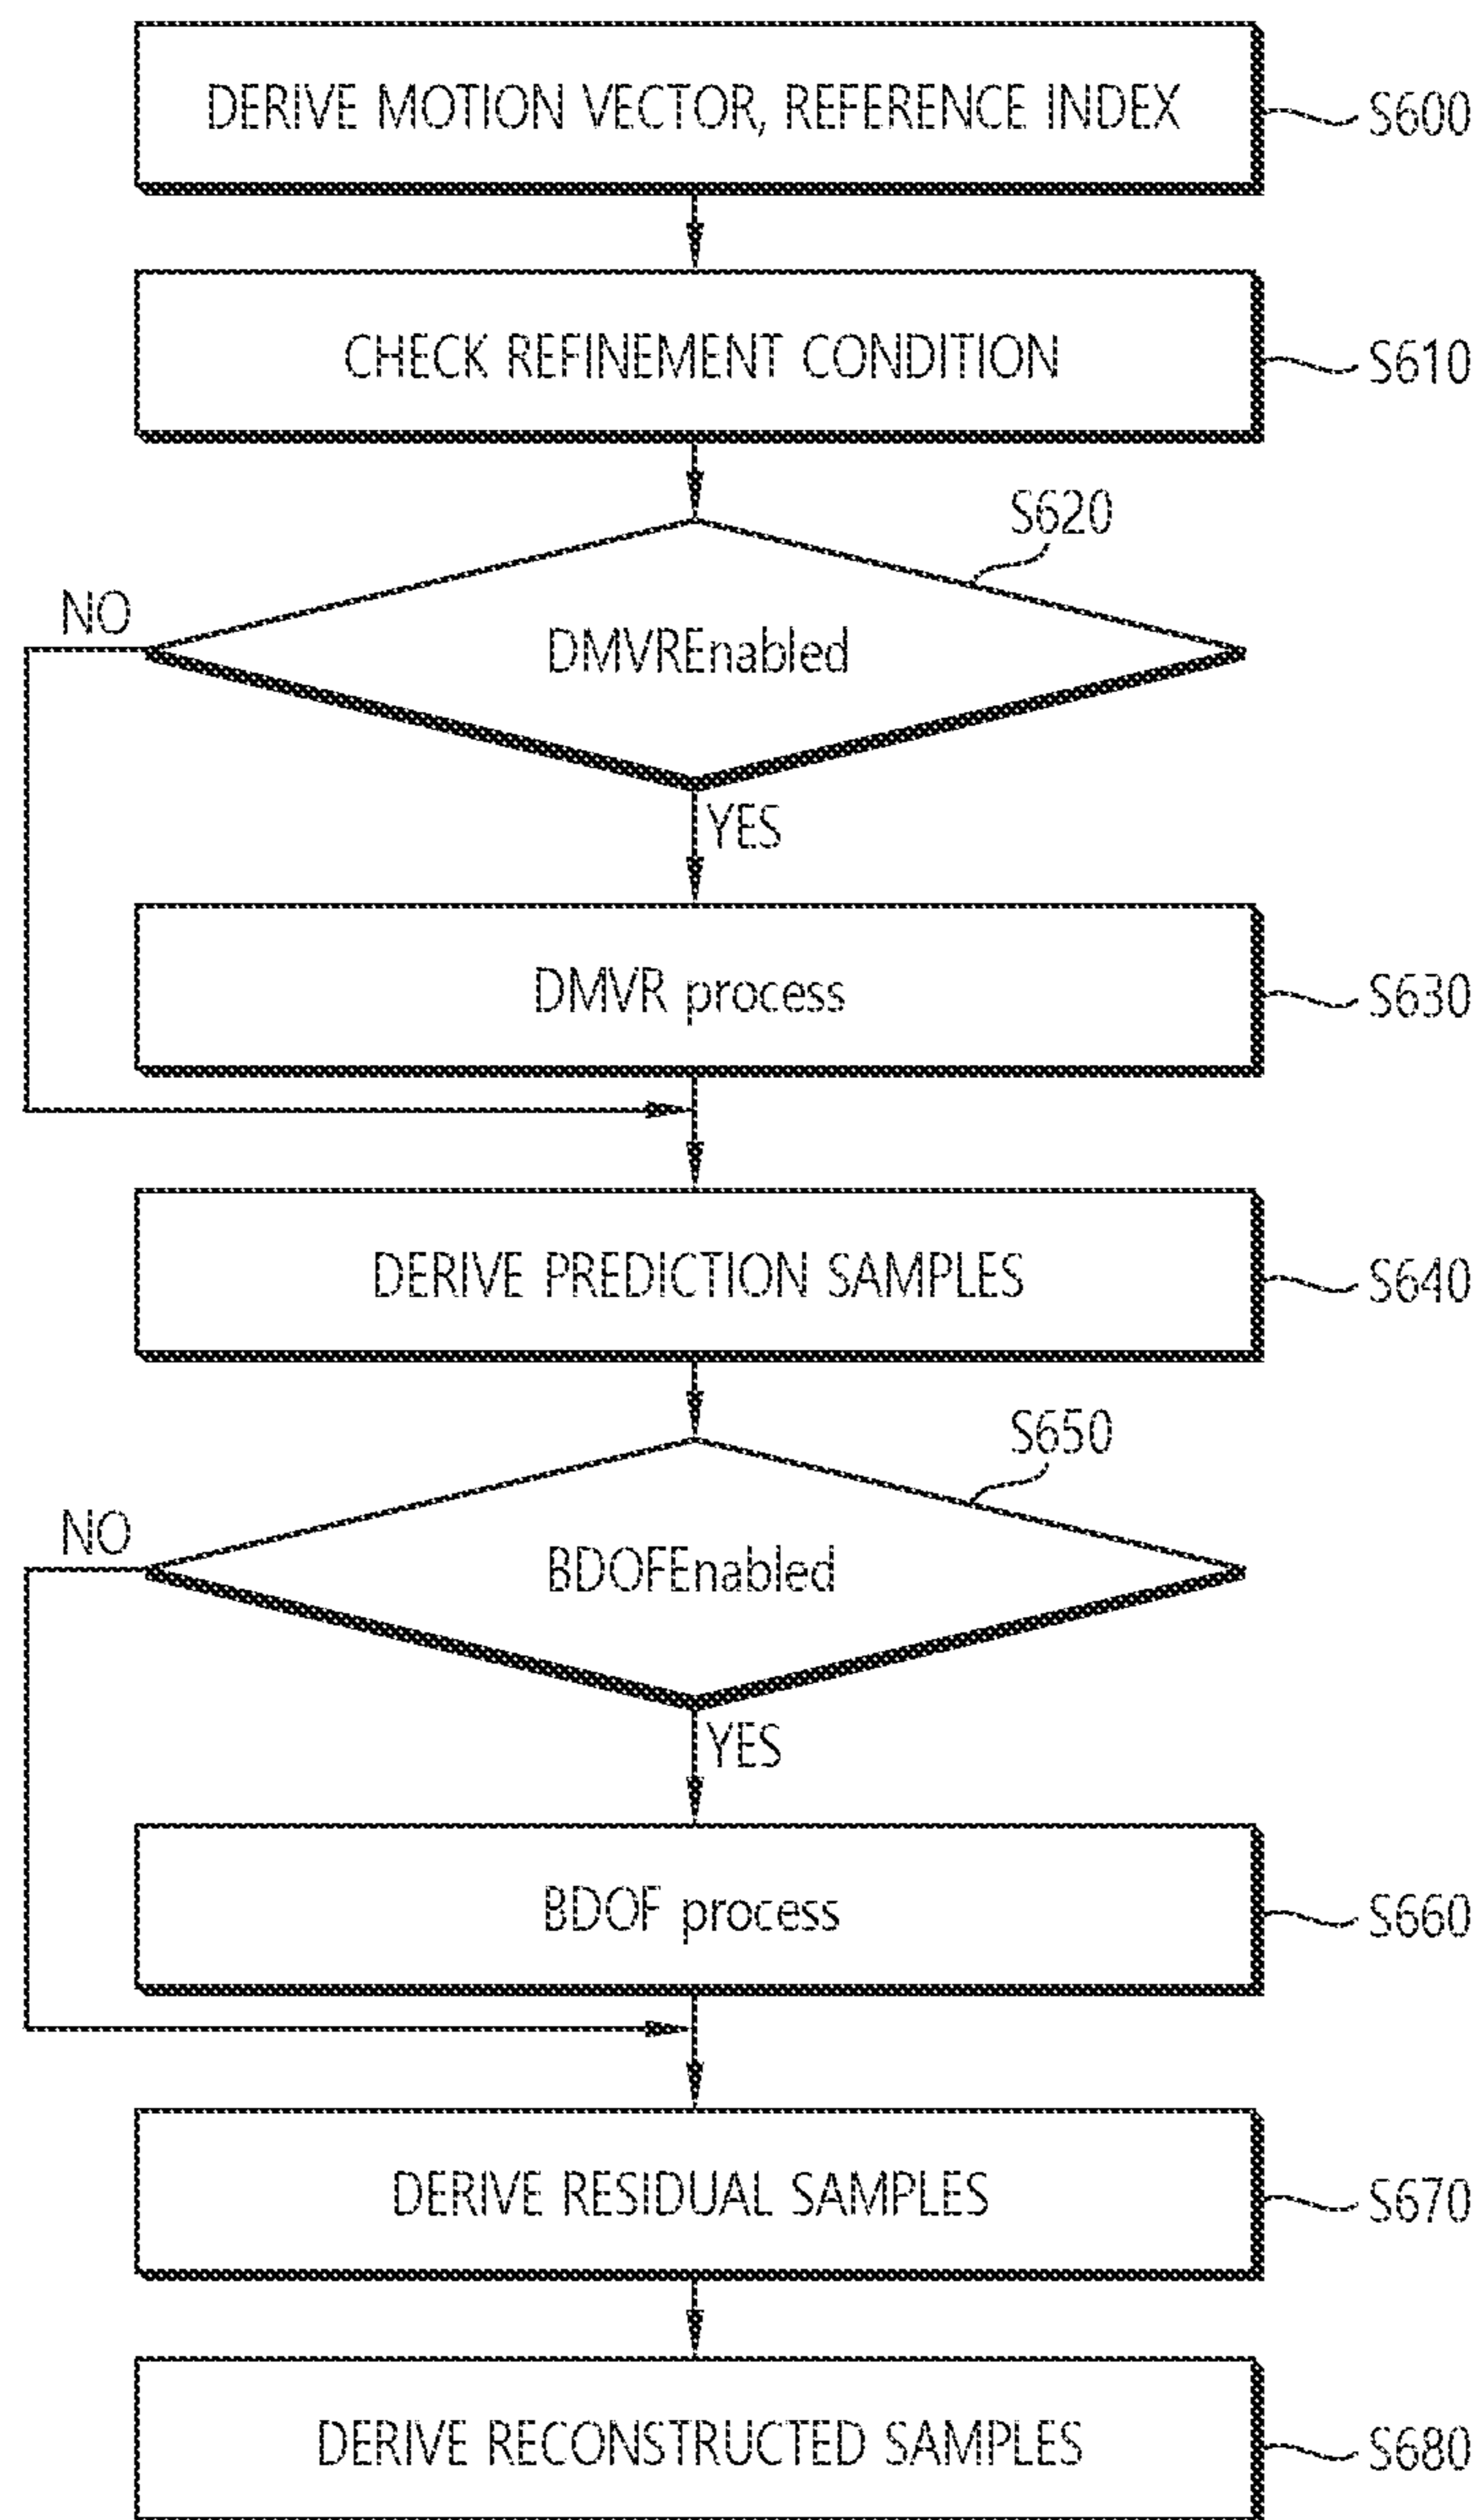 DERIVE MOTION VECTOR, REFERENCE INDEX
S600
CHECK REFINEMENT CONDITION
S610
S620
NO
DMVREnabled
YES
DMVR process
S630
DERIVE PREDICTION SAMPLES
S640
S650
NO
BDOFEnabled
YES
BDOF process
S660
DERIVE RESIDUAL SAMPLES
S670
DERIVE RECONSTRUCTED SAMPLES
S680